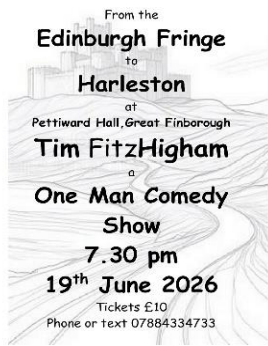 From the
Edinburgh Fringe
to
Harleston
at
Pettiward Hall,Great Finborough
Tim FitzHigham
a
One Man Comedy
Show
7.30 pm
19th June 2026
Tickets £10
Phone or text 07884334733